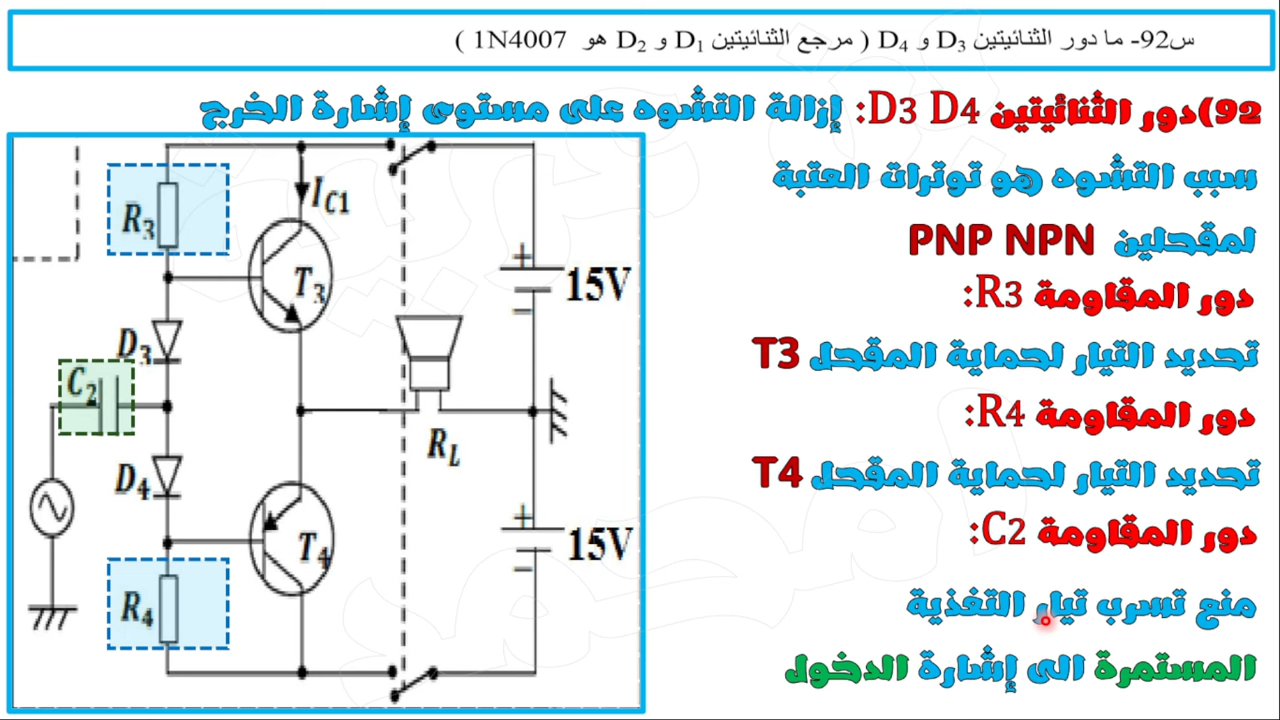 س92- ما دور الثنائيتين D3 و D4 ( مرجع الثنائيتين D1 و D2 هو 1N4007 )
92)دور الثنائيتين D3 D4: إزالة التشوه على مستوى إشارة الخرج
سبب التشوه هو توترات العتبة
لمقحلين PNP NPN
دور المقاومة R3:
تحديد التيار لحماية المقحل T3
دور المقاومة R4:
تحديد التيار لحماية المقحل T4
دور المقاومة C2:
منع تسرب تيار التغذية
المستمرة الى إشارة الدخول
IC1
R3
T3
+
15V
−
D3
C2
RL
D4
+
T4
15V
−
R4